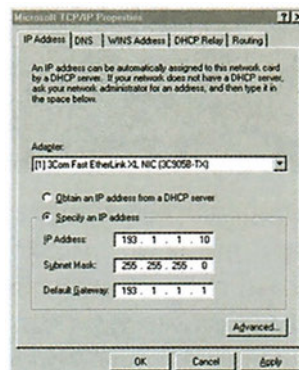 Microsoft TCP/IP Properties
IP Address DNS WINS Address DHCP Relay Routing
An IP address can be automatically assigned to this network card
by a DHCP server. If your network does not have a DHCP server,
ask your network administrator for an address, and then type it in
the space below.
Adapter:
[1] 3Com Fast EtherLink XL NIC (3C905B-TX)
Obtain an IP address from a DHCP server
Specify an IP address
IP Address: 193 . 1 . 1 . 10
Subnet Mask: 255 . 255 . 255 . 0
Default Gateway: 193 . 1 . 1 . 1
Advanced...
OK Cancel Apply